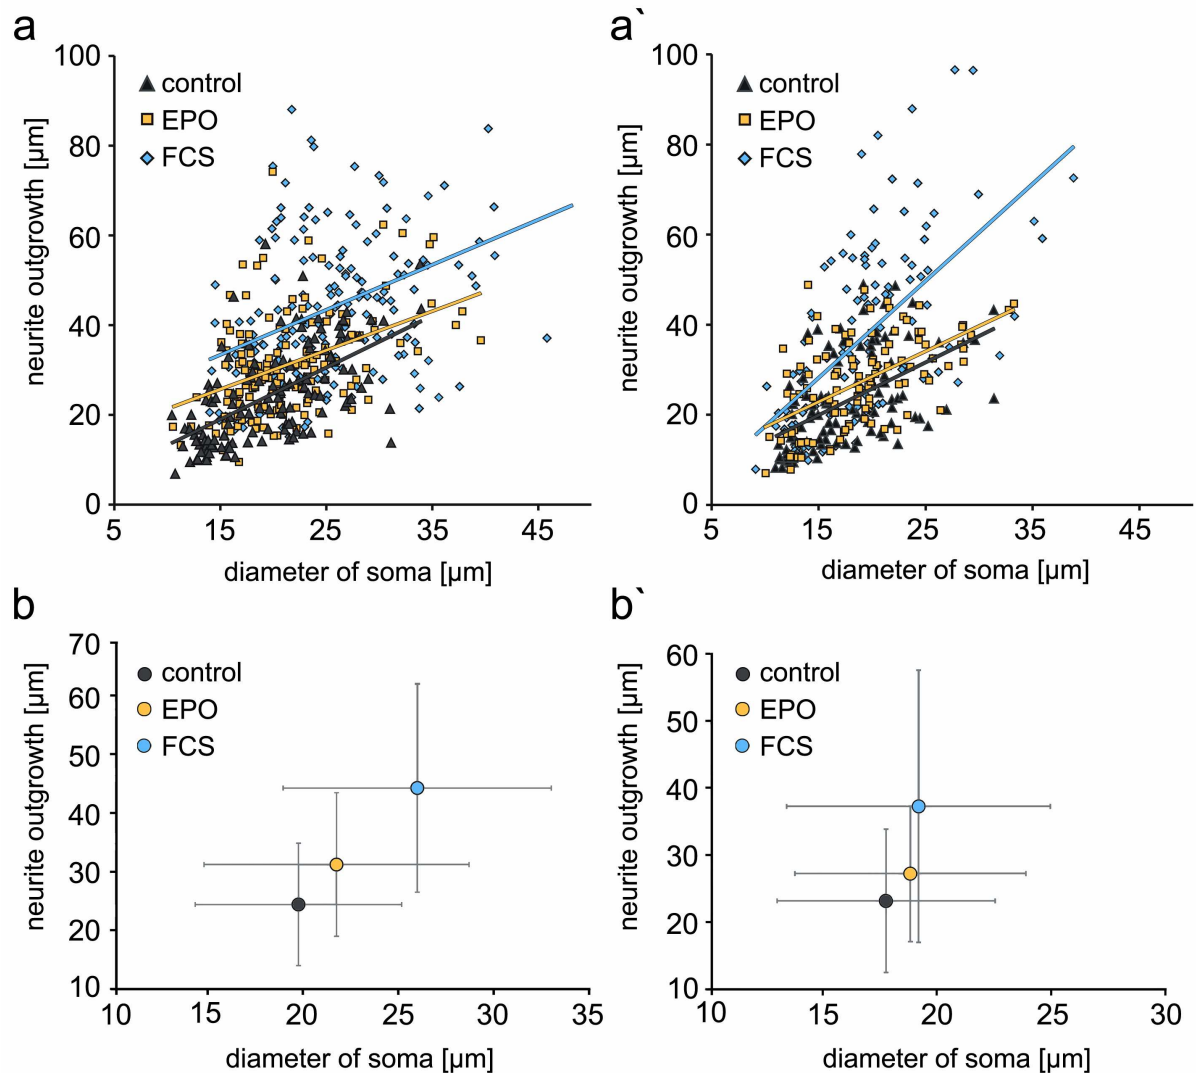 a
100
80
60
40
20
0
neurite outgrowth [µm]
control
EPO
FCS
5 15 25 35 45
diameter of soma [µm]
a`
100
80
60
40
20
0
neurite outgrowth [µm]
control
EPO
FCS
5 15 25 35 45
diameter of soma [µm]
b
70
60
50
40
30
20
10
neurite outgrowth [µm]
control
EPO
FCS
10 15 20 25 30 35
diameter of soma [µm]
b`
60
50
40
30
20
10
neurite outgrowth [µm]
control
EPO
FCS
10 15 20 25 30
diameter of soma [µm]